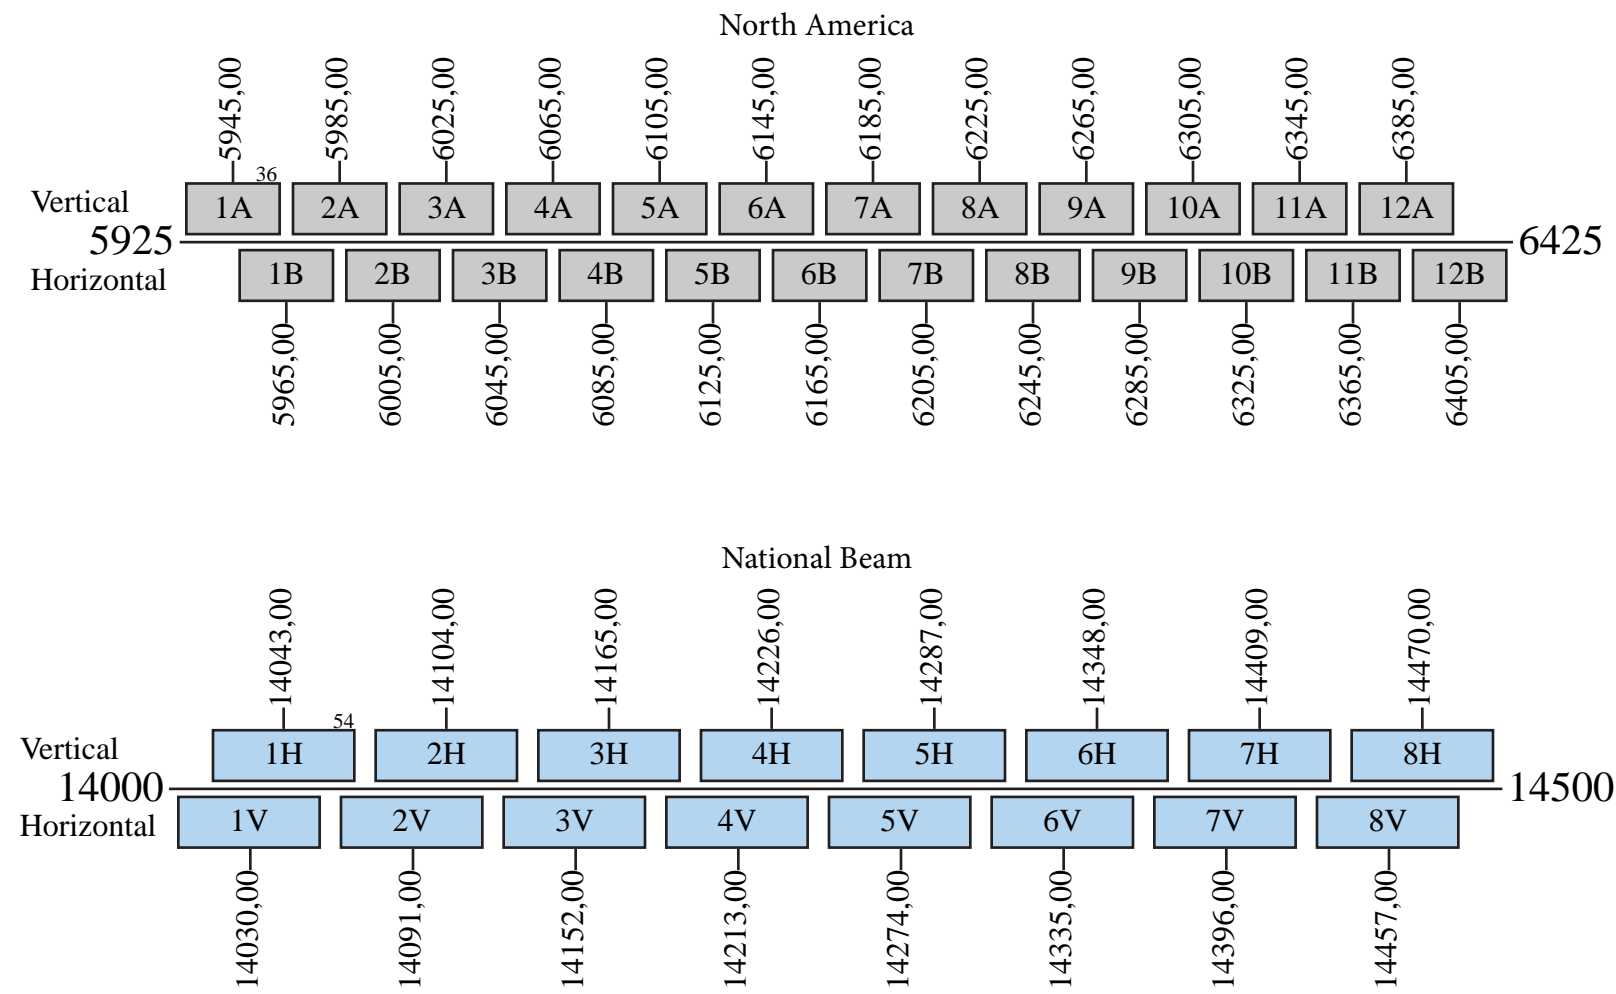 North America
5945,00 5985,00 6025,00 6065,00 6105,00 6145,00 6185,00 6225,00 6265,00 6305,00 6345,00 6385,00
36
Vertical
1A 2A 3A 4A 5A 6A 7A 8A 9A 10A 11A 12A
5925 6425
Horizontal
1B 2B 3B 4B 5B 6B 7B 8B 9B 10B 11B 12B
5965,00 6005,00 6045,00 6085,00 6125,00 6165,00 6205,00 6245,00 6285,00 6325,00 6365,00 6405,00
National Beam
14043,00 14104,00 14165,00 14226,00 14287,00 14348,00 14409,00 14470,00
54
Vertical
1H 2H 3H 4H 5H 6H 7H 8H
14000 14500
Horizontal
1V 2V 3V 4V 5V 6V 7V 8V
14030,00 14091,00 14152,00 14213,00 14274,00 14335,00 14396,00 14457,00